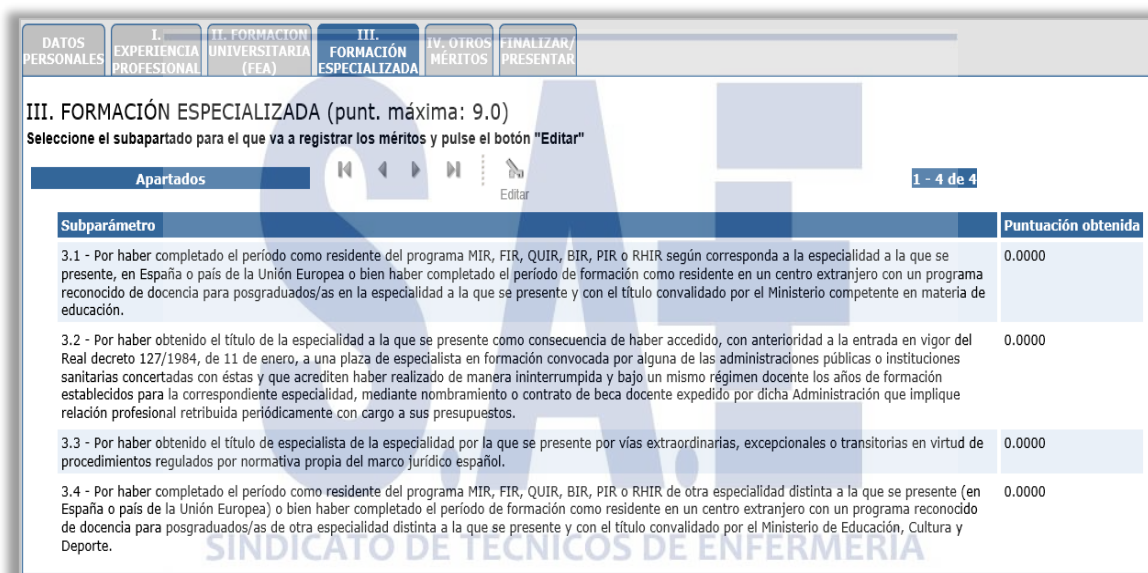 DATOS PERSONALES
I. EXPERIENCIA PROFESIONAL
II. FORMACION UNIVERSITARIA (FEA)
III. FORMACIÓN ESPECIALIZADA
IV. OTROS MÉRITOS
FINALIZAR/ PRESENTAR
III. FORMACIÓN ESPECIALIZADA (punt. máxima: 9.0)
Seleccione el subapartado para el que va a registrar los méritos y pulse el botón "Editar"
Apartados
Editar
1 - 4 de 4
Subparámetro
Puntuación obtenida
3.1 - Por haber completado el período como residente del programa MIR, FIR, QUIR, BIR, PIR o RHIR según corresponda a la especialidad a la que se
presente, en España o país de la Unión Europea o bien haber completado el período de formación como residente en un centro extranjero con un programa
reconocido de docencia para posgraduados/as en la especialidad a la que se presente y con el título convalidado por el Ministerio competente en materia de
educación.
0.0000
3.2 - Por haber obtenido el título de la especialidad a la que se presente como consecuencia de haber accedido, con anterioridad a la entrada en vigor del
Real decreto 127/1984, de 11 de enero, a una plaza de especialista en formación convocada por alguna de las administraciones públicas o instituciones
sanitarias concertadas con éstas y que acrediten haber realizado de manera ininterrumpida y bajo un mismo régimen docente los años de formación
establecidos para la correspondiente especialidad, mediante nombramiento o contrato de beca docente expedido por dicha Administración que implique
relación profesional retribuida periódicamente con cargo a sus presupuestos.
0.0000
3.3 - Por haber obtenido el título de especialista de la especialidad por la que se presente por vías extraordinarias, excepcionales o transitorias en virtud de
procedimientos regulados por normativa propia del marco jurídico español.
0.0000
3.4 - Por haber completado el período como residente del programa MIR, FIR, QUIR, BIR, PIR o RHIR de otra especialidad distinta a la que se presente (en
España o país de la Unión Europea) o bien haber completado el período de formación como residente en un centro extranjero con un programa reconocido
de docencia para posgraduados/as de otra especialidad distinta a la que se presente y con el título convalidado por el Ministerio de Educación, Cultura y
Deporte.
0.0000
S.A.E
SINDICATO DE TÉCNICOS DE ENFERMERÍA